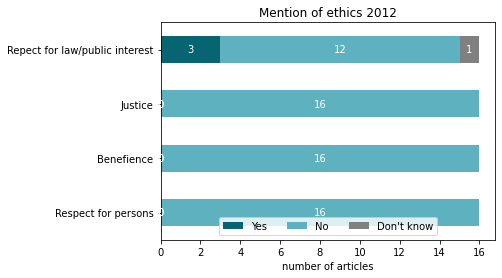 Mention of ethics 2012
Repect for law/public interest
3 12 1
Justice
0 16
Benefience
0 16
Respect for persons
0 16
Yes No Don't know
0 2 4 6 8 10 12 14 16
number of articles